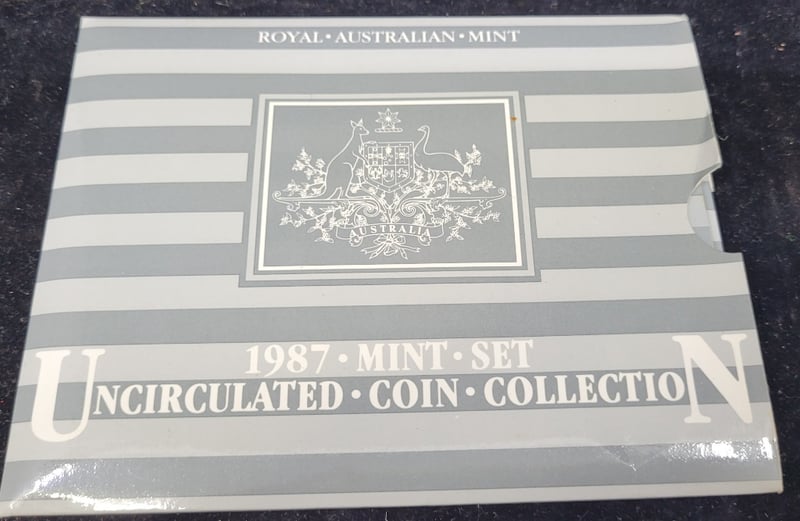 ROYAL•AUSTRALIAN•MINT
AUSTRALIA
1987•MINT•SET
UNCIRCULATED•COIN•COLLECTION